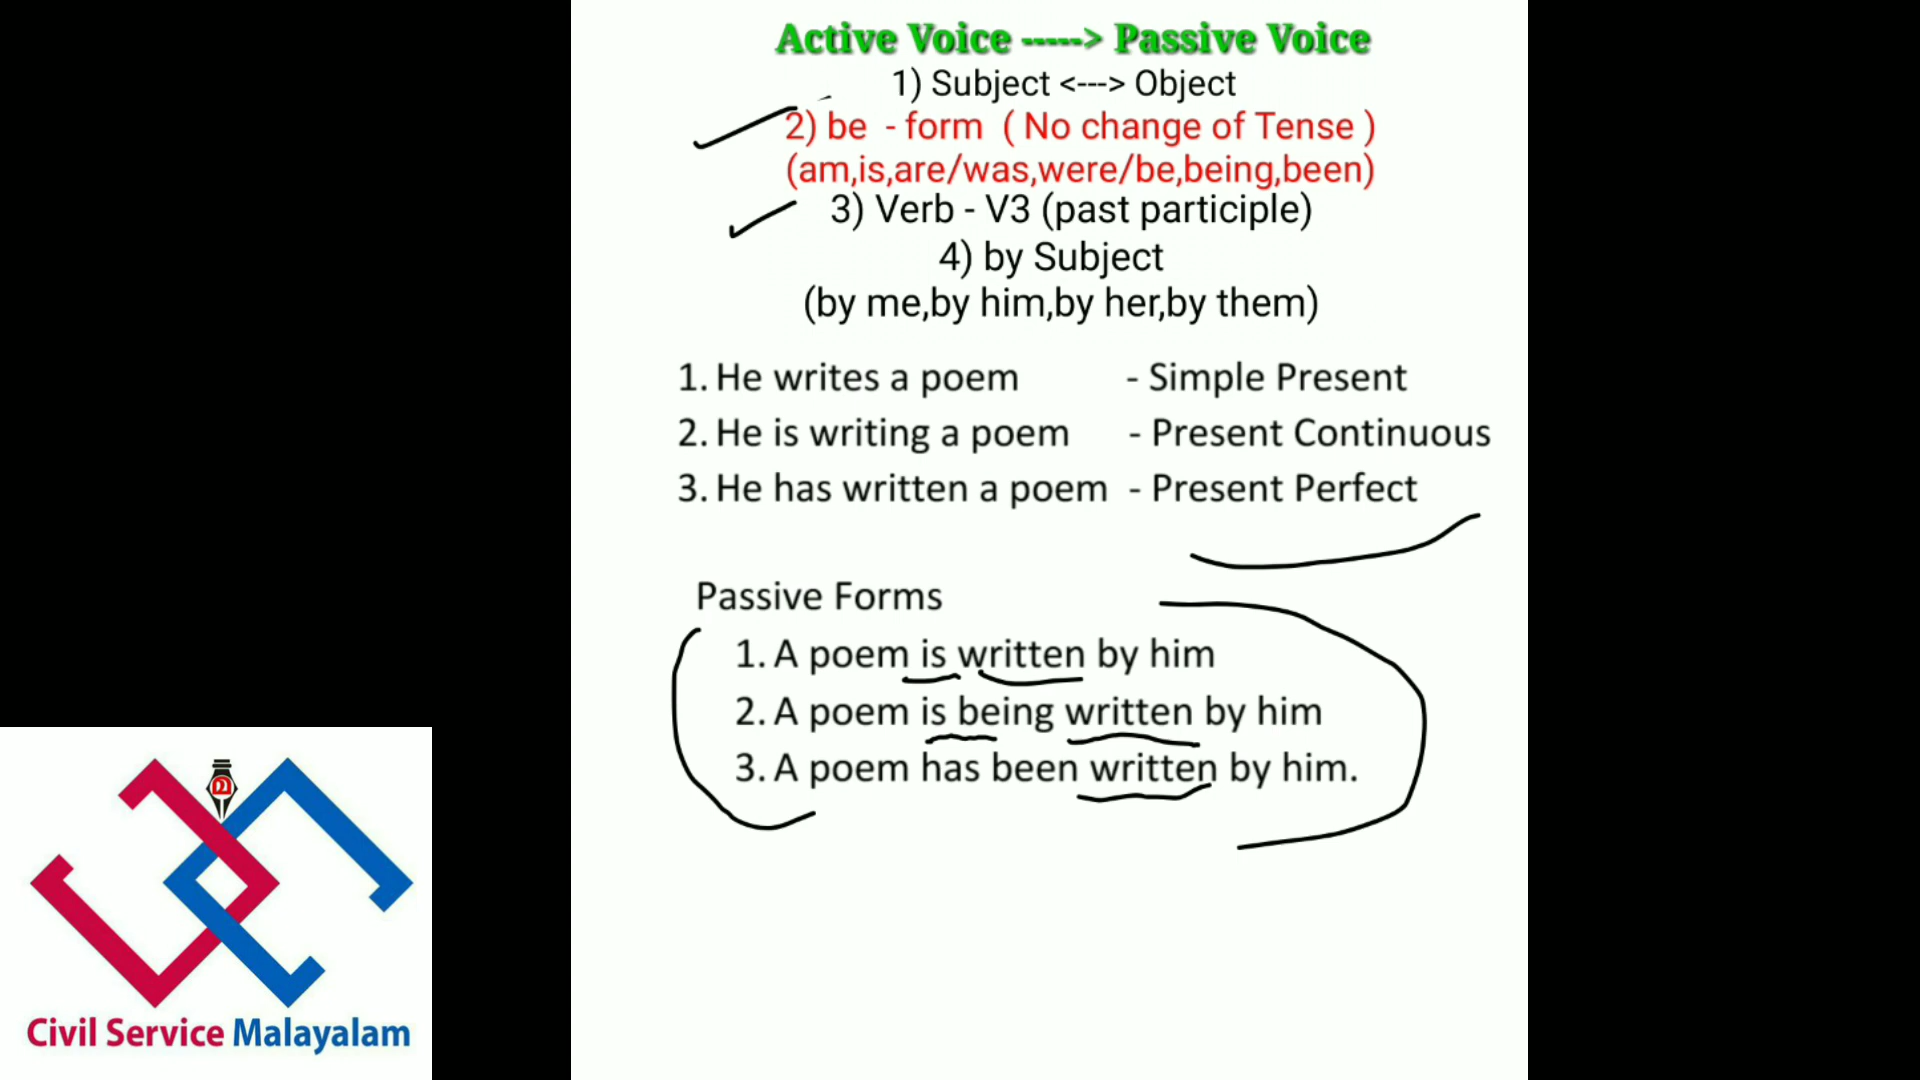 Active Voice -----> Passive Voice
1) Subject <---> Object
2) be - form ( No change of Tense )
(am,is,are/was,were/be,being,been)
3) Verb - V3 (past participle)
4) by Subject
(by me,by him,by her,by them)
1. He writes a poem - Simple Present
2. He is writing a poem - Present Continuous
3. He has written a poem - Present Perfect
Passive Forms
1. A poem is written by him
2. A poem is being written by him
3. A poem has been written by him.
മ
Civil Service Malayalam